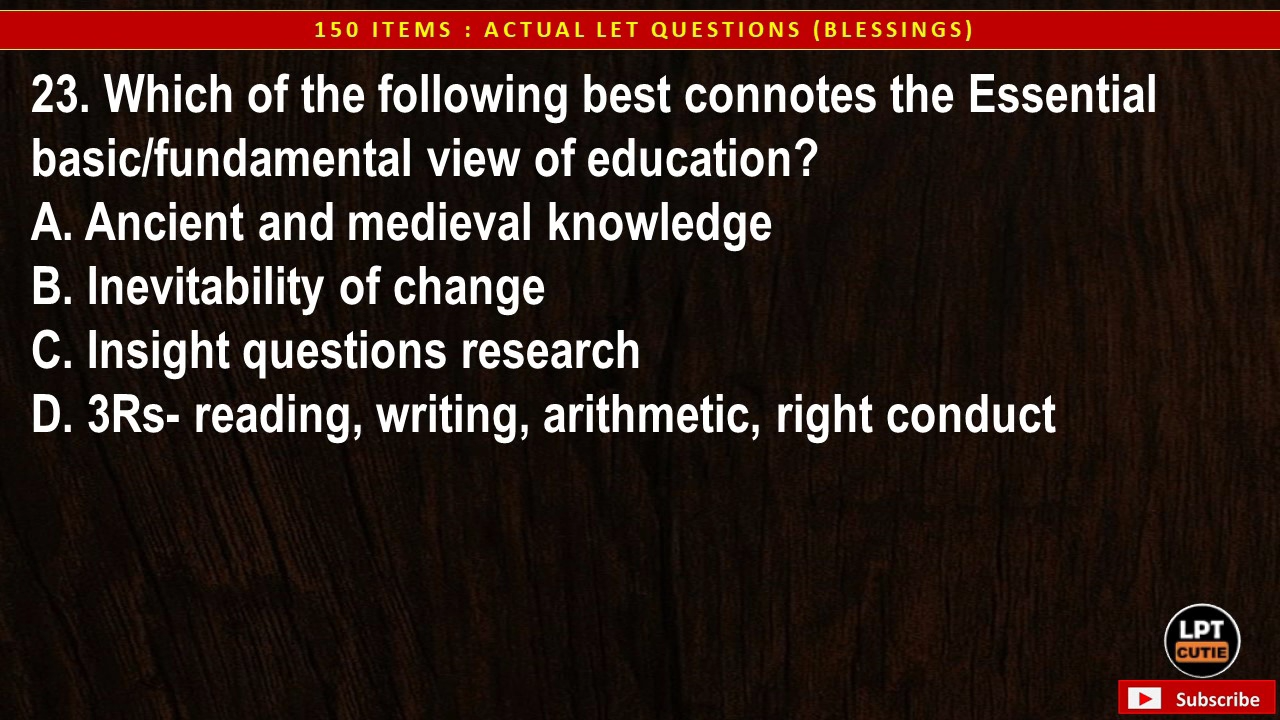 150 ITEMS : ACTUAL LET QUESTIONS (BLESSINGS)
23. Which of the following best connotes the Essential
basic/fundamental view of education?
A. Ancient and medieval knowledge
B. Inevitability of change
C. Insight questions research
D. 3Rs- reading, writing, arithmetic, right conduct
LPT
CUTIE
Subscribe